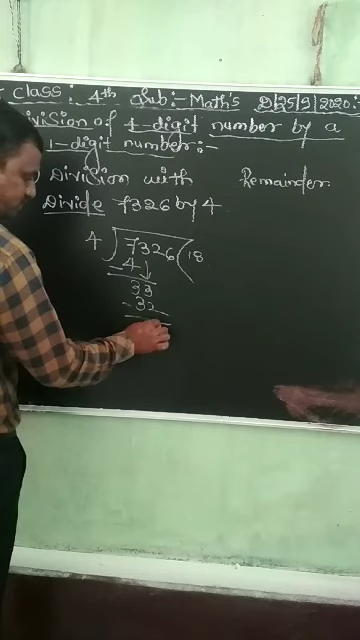 Class: 4th Sub:- Math's D/25/9/2020:-
Division of 4 digit number by a
1-digit number:-
Division with Remainder.
Divide 7326 by 4
4 ) 7326 ( 18
- 4
33
- 32